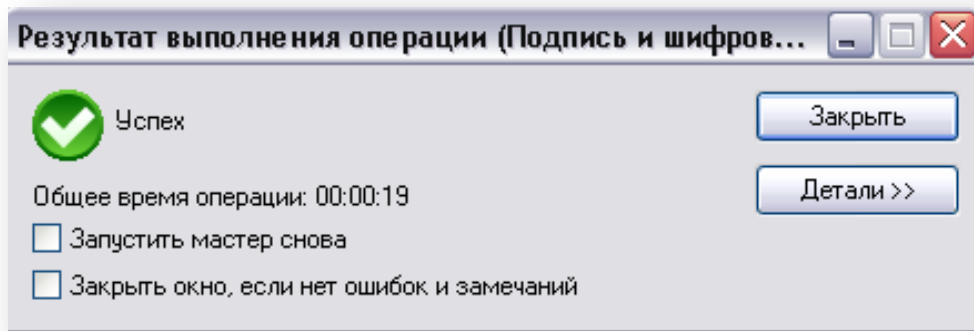 Результат выполнения операции (Подпись и шифров...
Успех
Закрыть
Общее время операции: 00:00:19
Детали >>
Запустить мастер снова
Закрыть окно, если нет ошибок и замечаний